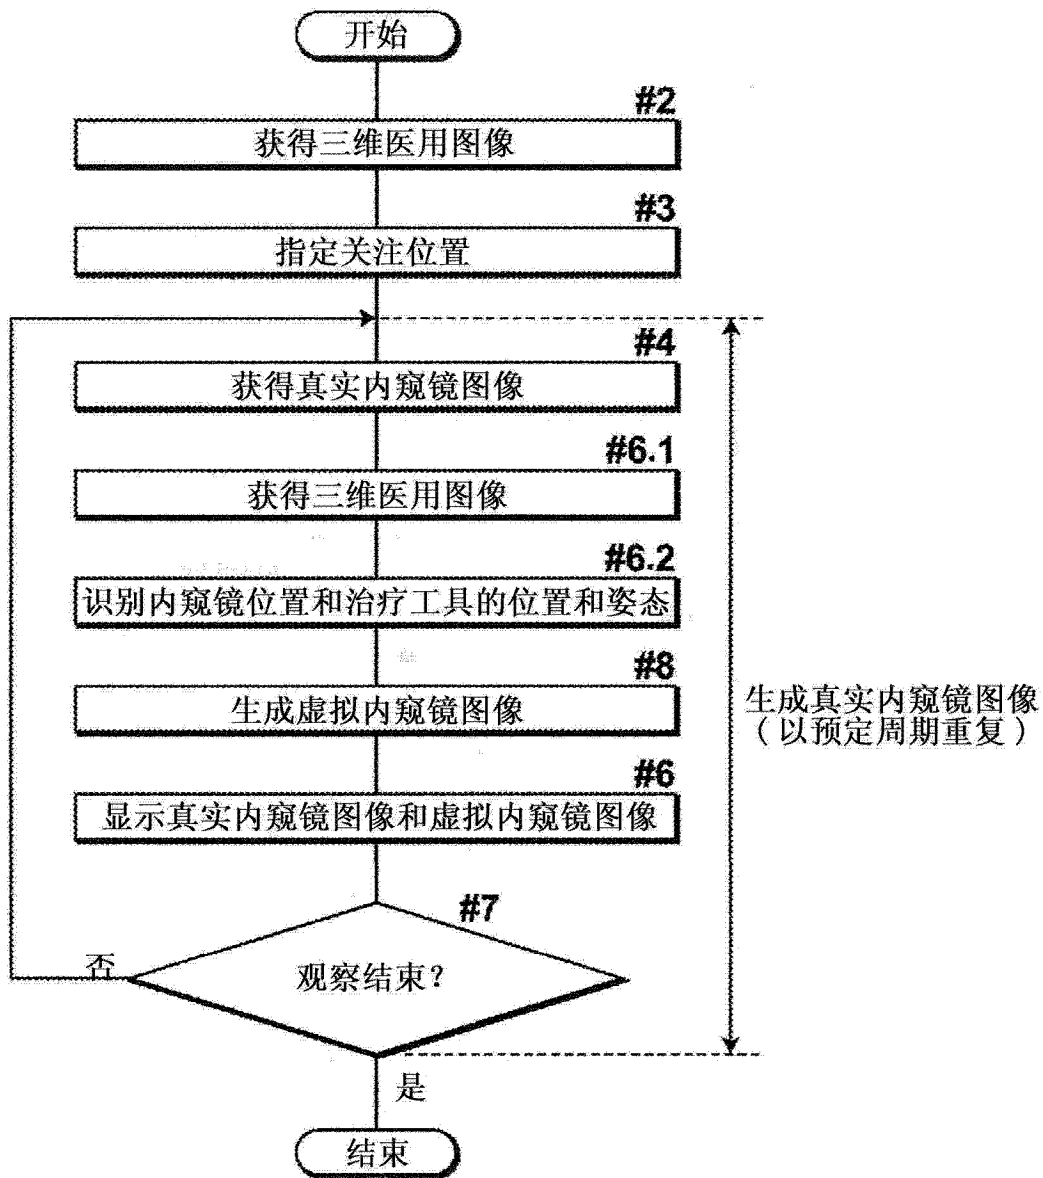 开始
#2
获得三维医用图像
#3
指定关注位置
#4
获得真实内窥镜图像
#6.1
获得三维医用图像
#6.2
识别内窥镜位置和治疗工具的位置和姿态
#8
生成虚拟内窥镜图像
生成真实内窥镜图像
(以预定周期重复)
#6
显示真实内窥镜图像和虚拟内窥镜图像
#7
否
观察结束？
是
结束